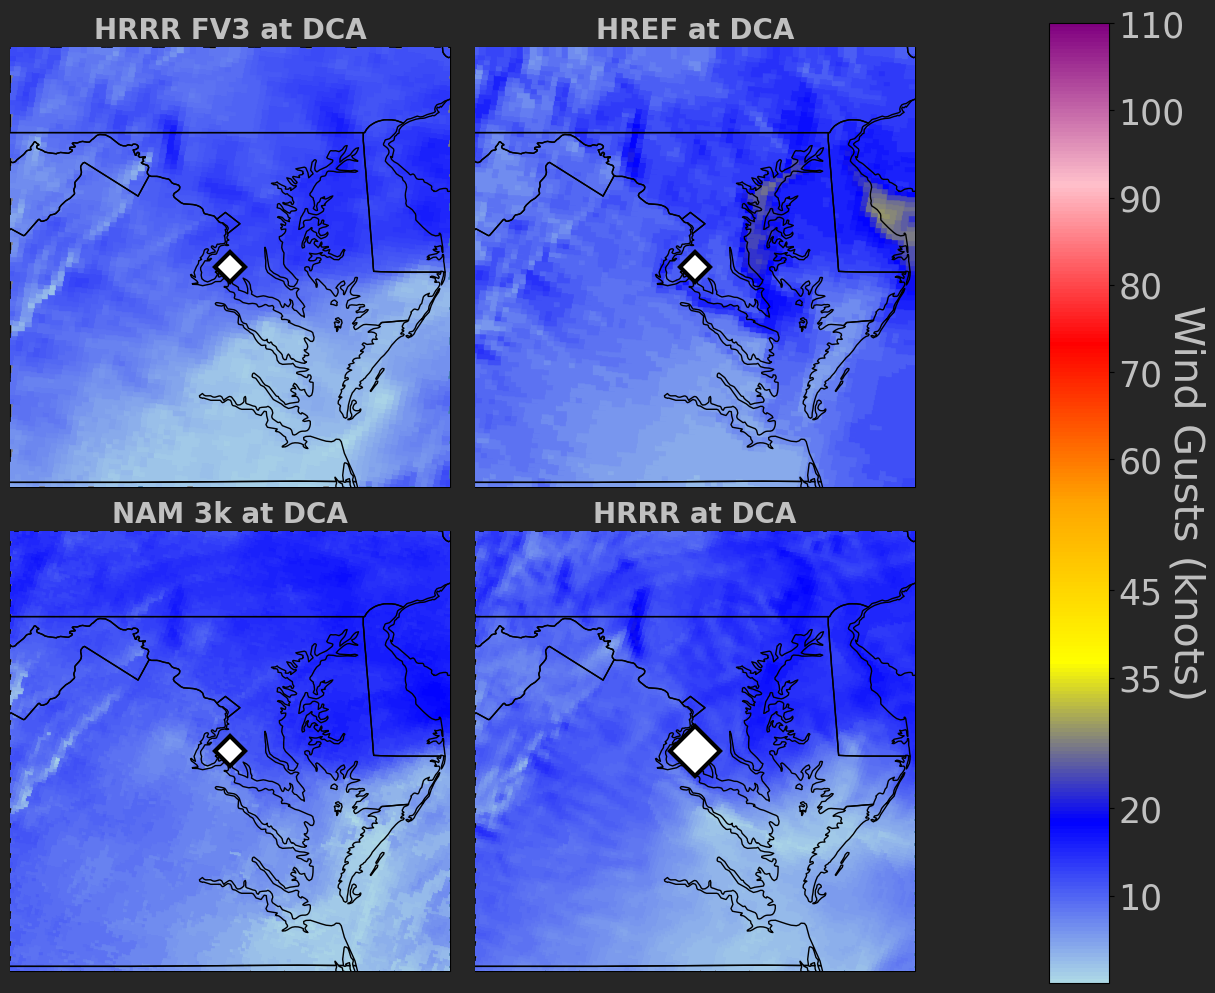 HRRR FV3 at DCA
HREF at DCA
NAM 3k at DCA
HRRR at DCA
110
100
90
80
70
60
45
35
20
10
Wind Gusts (knots)